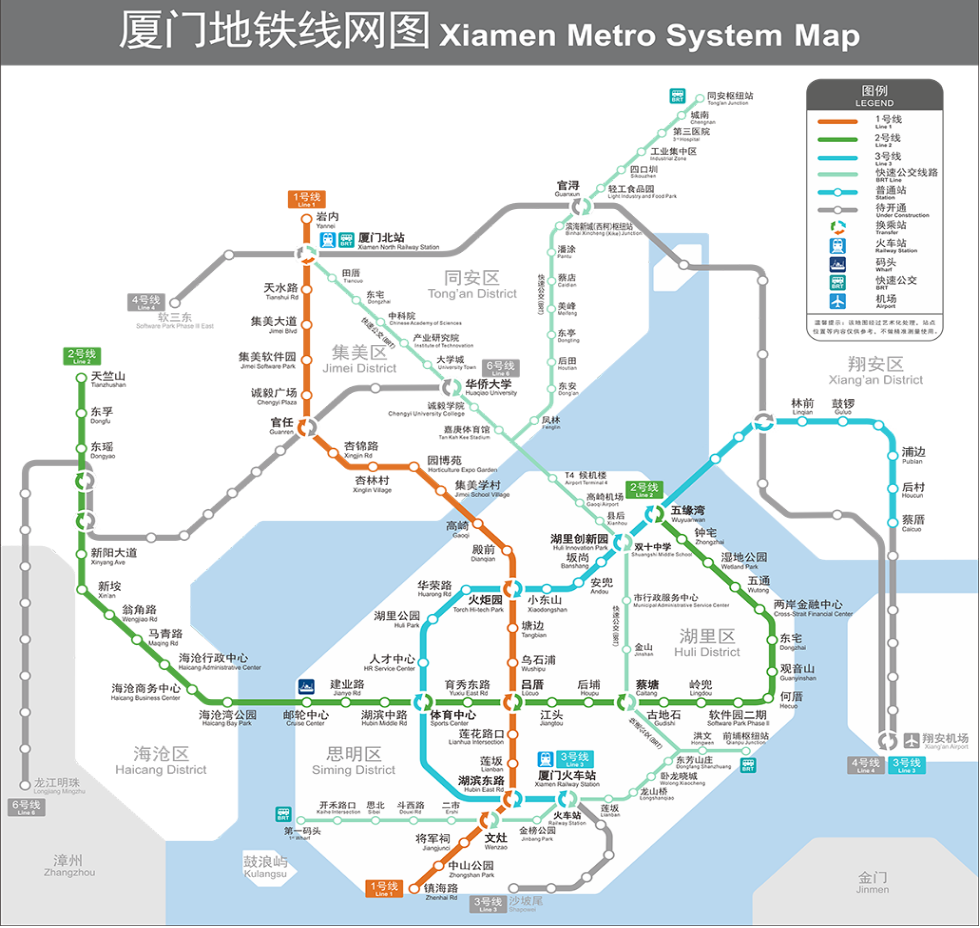 厦门地铁线网图 Xiamen Metro System Map
图例
LEGEND
1号线
Line 1
2号线
Line 2
3号线
Line 3
快速公交线路
BRT Line
普通站
Station
待开通
Under Construction
换乘站
Transfer
火车站
Railway Station
码头
Wharf
快速公交
BRT
机场
Airport
温馨提示：该线图经过艺术化处理，站点
位置等内容仅供参考，不做精准测量使用。
BRT
同安枢纽站
Tong'an Junction
城南
Chengnan
第三医院
3rd Hospital
工业集中区
Industrial Zone
四口圳
Sikouzhen
轻工食品园
Light Industry and Food Park
官浔
Guanxun
滨海新城(西柯)枢纽站
Binhai Xincheng (Xike) Junction
潘涂
Pantu
蔡店
Caidian
美峰
Meifeng
东亭
Dongting
后田
Houtian
东安
Dong'an
凤林
Fenglin
快速公交(BRT)
1号线
Line 1
岩内
Yannei
BRT
厦门北站
Xiamen North Railway Station
4号线
Line 4
软三东
Software Park Phase III East
田厝
Tiancuo
东宅
Dongzhai
中科院
Chinese Academy of Sciences
产业研究院
Institute of Technovation
大学城
University Town
6号线
Line 6
华侨大学
Huaqiao University
快速公交(BRT)
诚毅学院
Chengyi University College
嘉庚体育馆
Tan Kah Kee Stadium
天水路
Tianshui Rd
集美大道
Jimei Blvd
集美软件园
Jimei Software Park
诚毅广场
Chengyi Plaza
官任
Guanren
同安区
Tong'an District
集美区
Jimei District
翔安区
Xiang'an District
2号线
Line 2
天竺山
Tianzhushan
东孚
Dongfu
东瑶
Dongyao
新阳大道
Xinyang Ave
新垵
Xin'an
翁角路
Wengjiao Rd
马青路
Maqing Rd
海沧行政中心
Haicang Administrative Center
海沧商务中心
Haicang Business Center
海沧湾公园
Haicang Bay Park
杏锦路
Xingjin Rd
杏林村
Xinglin Village
园博苑
Horticulture Expo Garden
集美学村
Jimei School Village
高崎
Gaoqi
殿前
Dianqian
T4 候机楼
Airport Terminal 4
高崎机场
Gaoqi Airport
县后
Xianhou
2号线
Line 2
五缘湾
Wuyuanwan
湖里创新园
Huli Innovation Park
双十中学
Shuangshi Middle School
坂尚
Banshang
安兜
Andou
钟宅
Zhongzhai
湿地公园
Wetland Park
五通
Wutong
两岸金融中心
Cross-Strait Financial Center
东宅
Dongzhai
观音山
Guanyinshan
何厝
Hecuo
林前
Linqian
鼓锣
Guluo
浦边
Pubian
后村
Houcun
蔡厝
Caicuo
华荣路
Huarong Rd
火炬园
Torch Hi-tech Park
小东山
Xiaodongshan
湖里公园
Huli Park
人才中心
HR Service Center
塘边
Tangbian
乌石浦
Wushipu
市行政服务中心
Municipal Administrative Service Center
快速公交(BRT)
金山
Jinshan
湖里区
Huli District
邮轮中心
Cruise Center
建业路
Jianye Rd
湖滨中路
Hubin Middle Rd
体育中心
Sports Center
育秀东路
Yuxiu East Rd
吕厝
Lücuo
江头
Jiangtou
后埔
Houpu
蔡塘
Caitang
古地石
Gudishi
岭兜
Lingdou
软件园二期
Software Park Phase II
快速公交(BRT)
洪文
Hongwen
前埔枢纽站
Qianpu Junction
BRT
东芳山庄
Dongfang Shanzhuang
卧龙晓城
Wolong Xiaocheng
龙山桥
Longshanqiao
莲坂
Lianban
莲花路口
Lianhua Intersection
莲坂
Lianban
湖滨东路
Hubin East Rd
3号线
Line 3
厦门火车站
Xiamen Railway Station
火车站
Railway Station
海沧区
Haicang District
思明区
Siming District
BRT
第一码头
1st Wharf
开禾路口
Kaihe Intersection
思北
Sibei
斗西路
Douxi Rd
二市
Ershi
文灶
Wenzao
金榜公园
Jinbang Park
将军祠
Jiangjunci
中山公园
Zhongshan Park
1号线
Line 1
镇海路
Zhenhai Rd
3号线
Line 3
沙坡尾
Shapowei
翔安机场
Xiang'an Airport
4号线
Line 4
3号线
Line 3
龙江明珠
Longjiang Mingzhu
6号线
Line 6
漳州
Zhangzhou
鼓浪屿
Kulangsu
金门
Jinmen